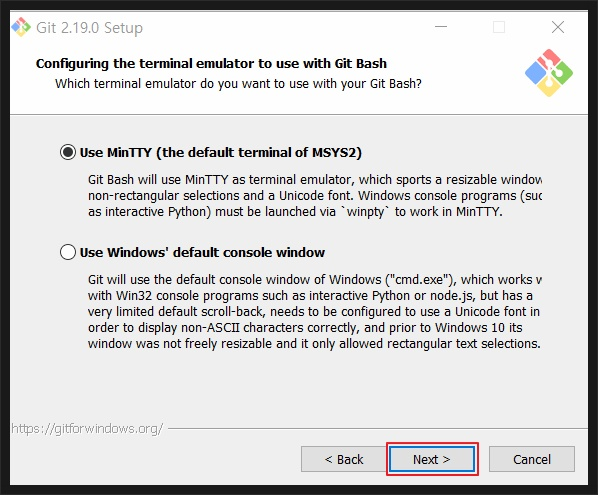 Git 2.19.0 Setup
Configuring the terminal emulator to use with Git Bash
Which terminal emulator do you want to use with your Git Bash?
Use MinTTY (the default terminal of MSYS2)
Git Bash will use MinTTY as terminal emulator, which sports a resizable window
non-rectangular selections and a Unicode font. Windows console programs (suc
as interactive Python) must be launched via `winpty` to work in MinTTY.
Use Windows' default console window
Git will use the default console window of Windows ("cmd.exe"), which works
with Win32 console programs such as interactive Python or node.js, but has a
very limited default scroll-back, needs to be configured to use a Unicode font in
order to display non-ASCII characters correctly, and prior to Windows 10 its
window was not freely resizable and it only allowed rectangular text selections.
https://gitforwindows.org/
< Back
Next >
Cancel